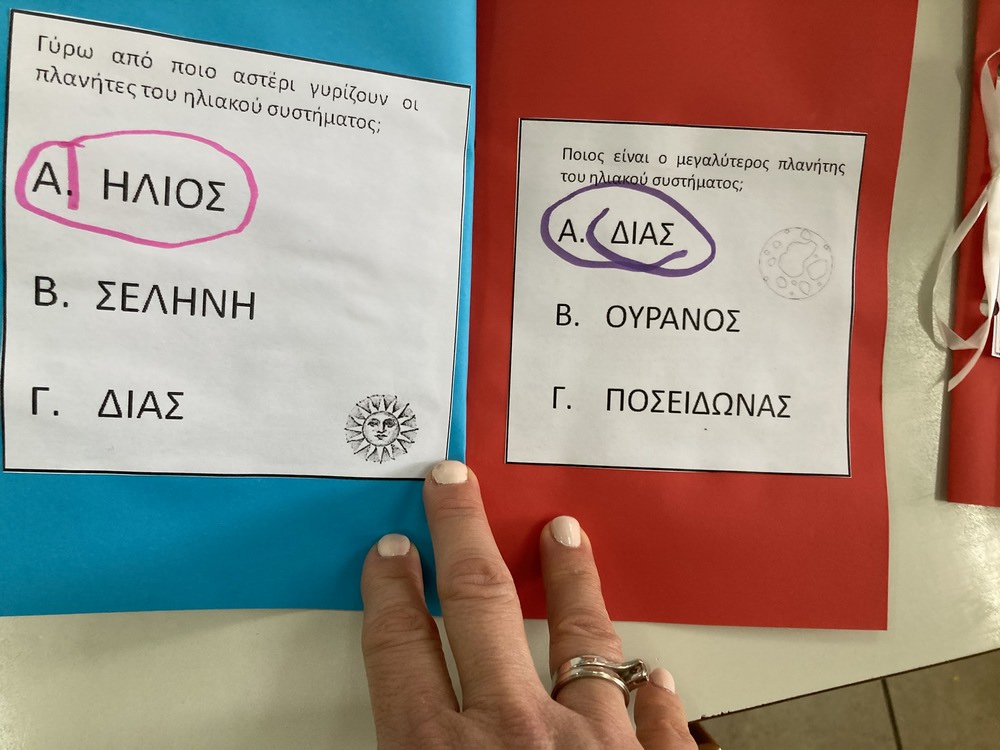 Γύρω από ποιο αστέρι γυρίζουν οι
πλανήτες του ηλιακού συστήματος;
Α. ΗΛΙΟΣ
Β. ΣΕΛΗΝΗ
Γ. ΔΙΑΣ
Ποιος είναι ο μεγαλύτερος πλανήτης
του ηλιακού συστήματος;
Α. ΔΙΑΣ
Β. ΟΥΡΑΝΟΣ
Γ. ΠΟΣΕΙΔΩΝΑΣ